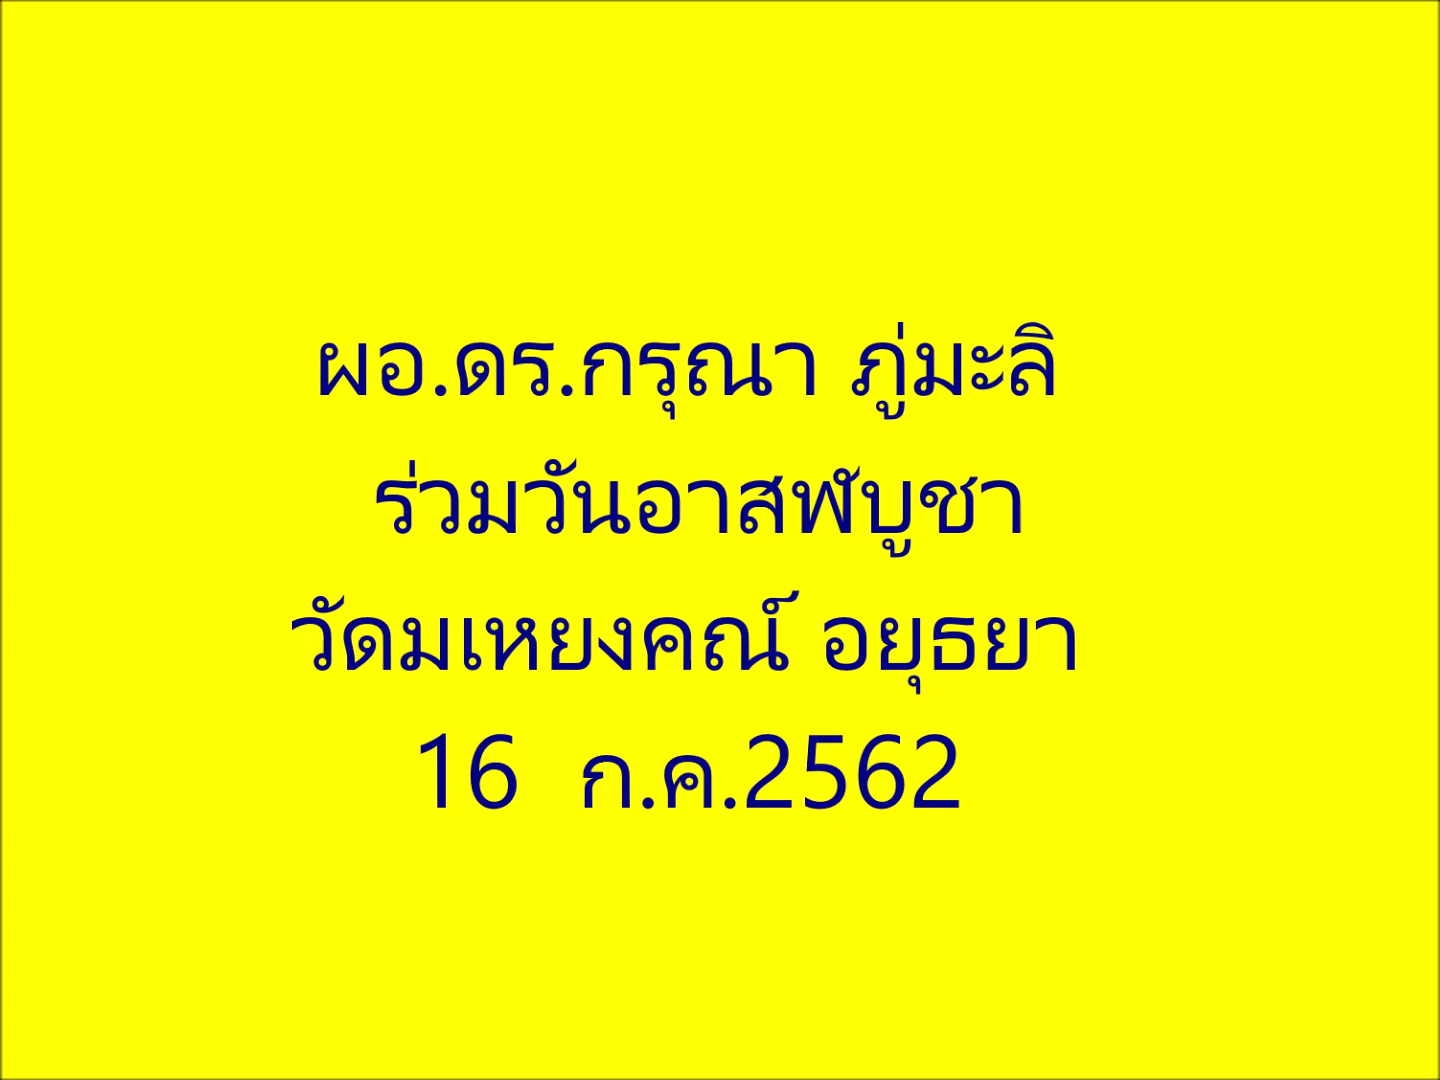 ผอ.ดร.กรุณา ภู่มะลิ
ร่วมวันอาสฬบูชา
วัดมเหยงคณ์ อยุธยา
16 ก.ค.2562